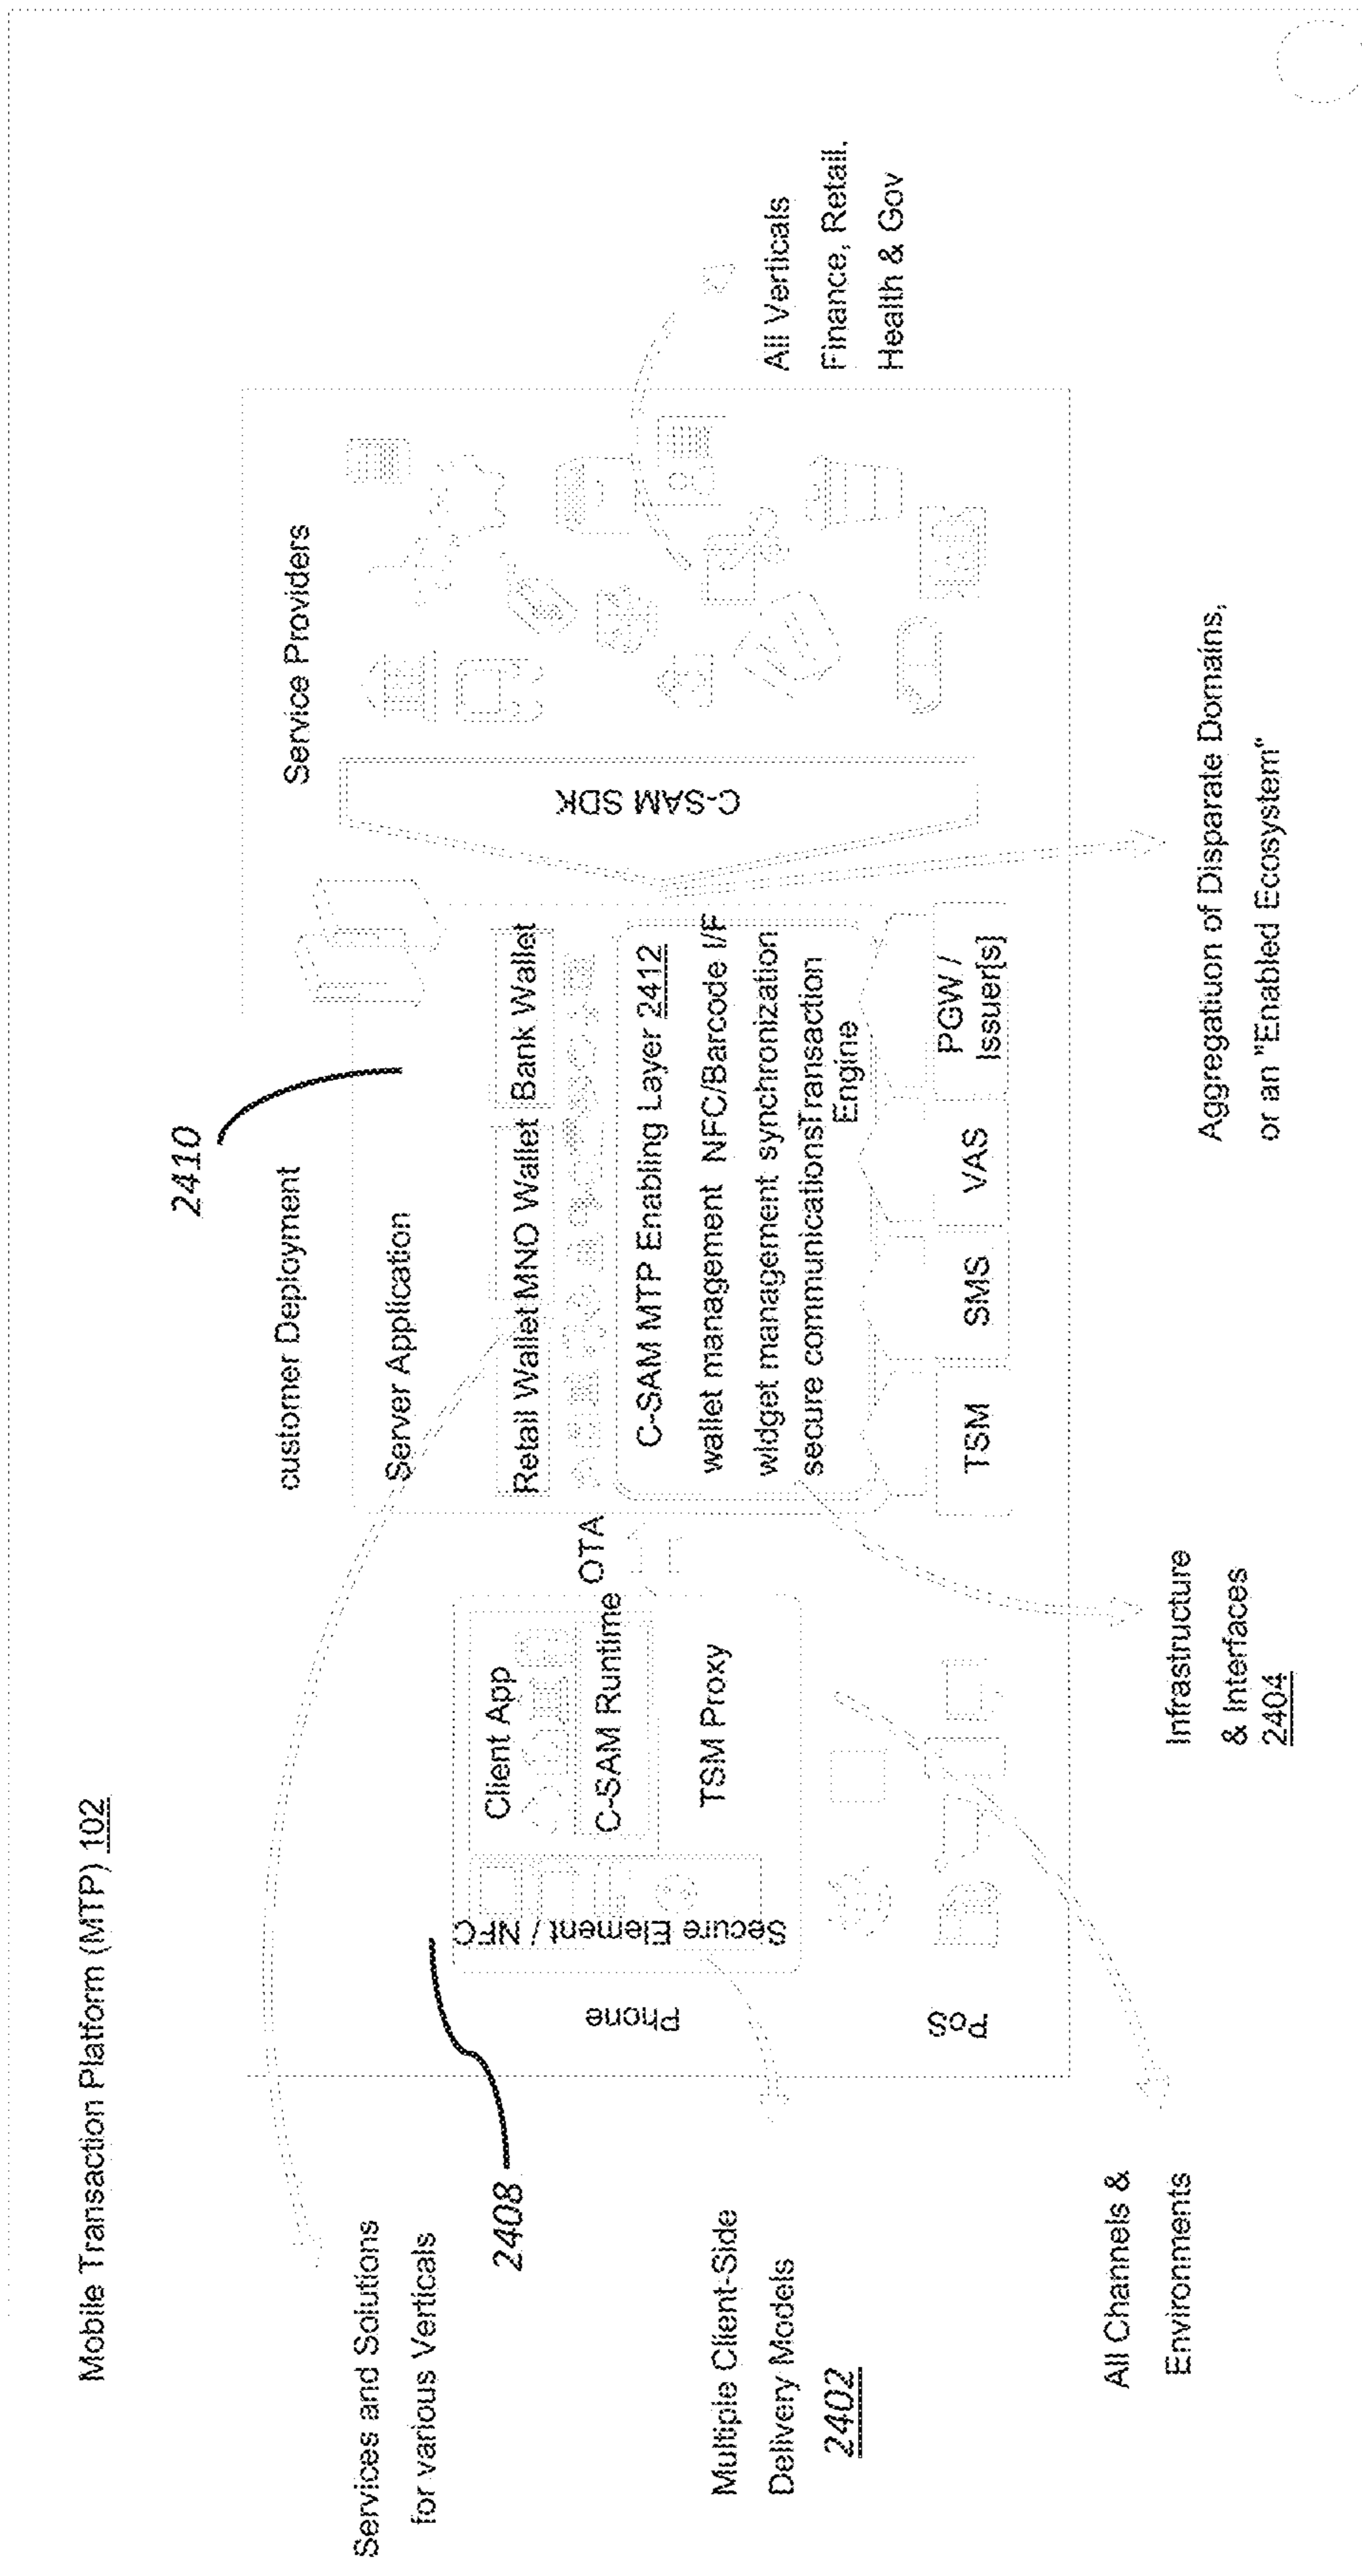 Mobile Transaction Platform (MTP) 102
Services and Solutions
for various Verticals
2408
Multiple Client-Side
Delivery Models
2402
All Channels &
Environments
Phone
PoS
Secure Element / NFC
Client App
C-SAM Runtime
TSM Proxy
OTA
Infrastructure
& Interfaces
2404
customer Deployment
2410
Server Application
Retail Wallet
MNO Wallet
Bank Wallet
C-SAM MTP Enabling Layer 2412
wallet management NFC/Barcode I/F
widget management synchronization
secure communicationsTransaction
Engine
TSM
SMS
VAS
PGW /
Issuer[s]
Aggregatiuon of Disparate Domains,
or an "Enabled Ecosystem"
C-SAM SDK
Service Providers
All Verticals
Finance, Retail,
Health & Gov